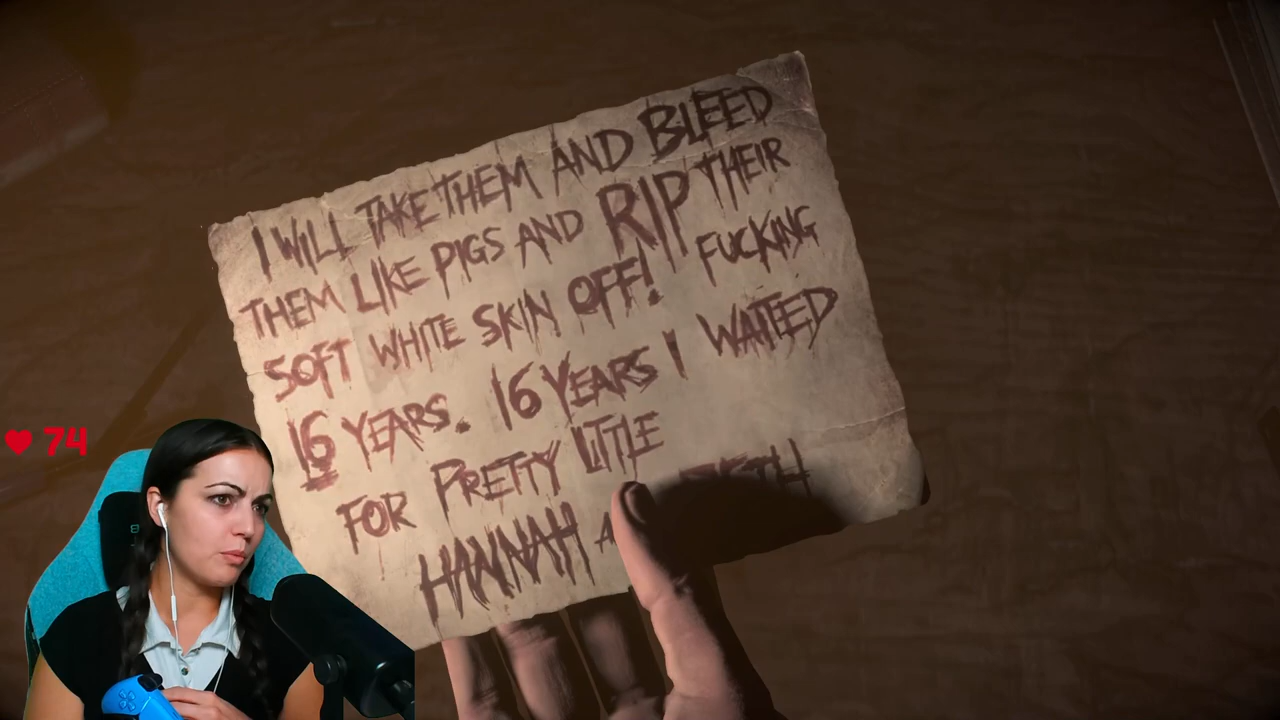 I WILL TAKE THEM AND BLEED
THEM LIKE PIGS AND RIP THEIR
SOFT WHITE SKIN OFF! FUCKING
16 YEARS. 16 YEARS I WAITED
FOR PRETTY LITTLE
HANNAH
74